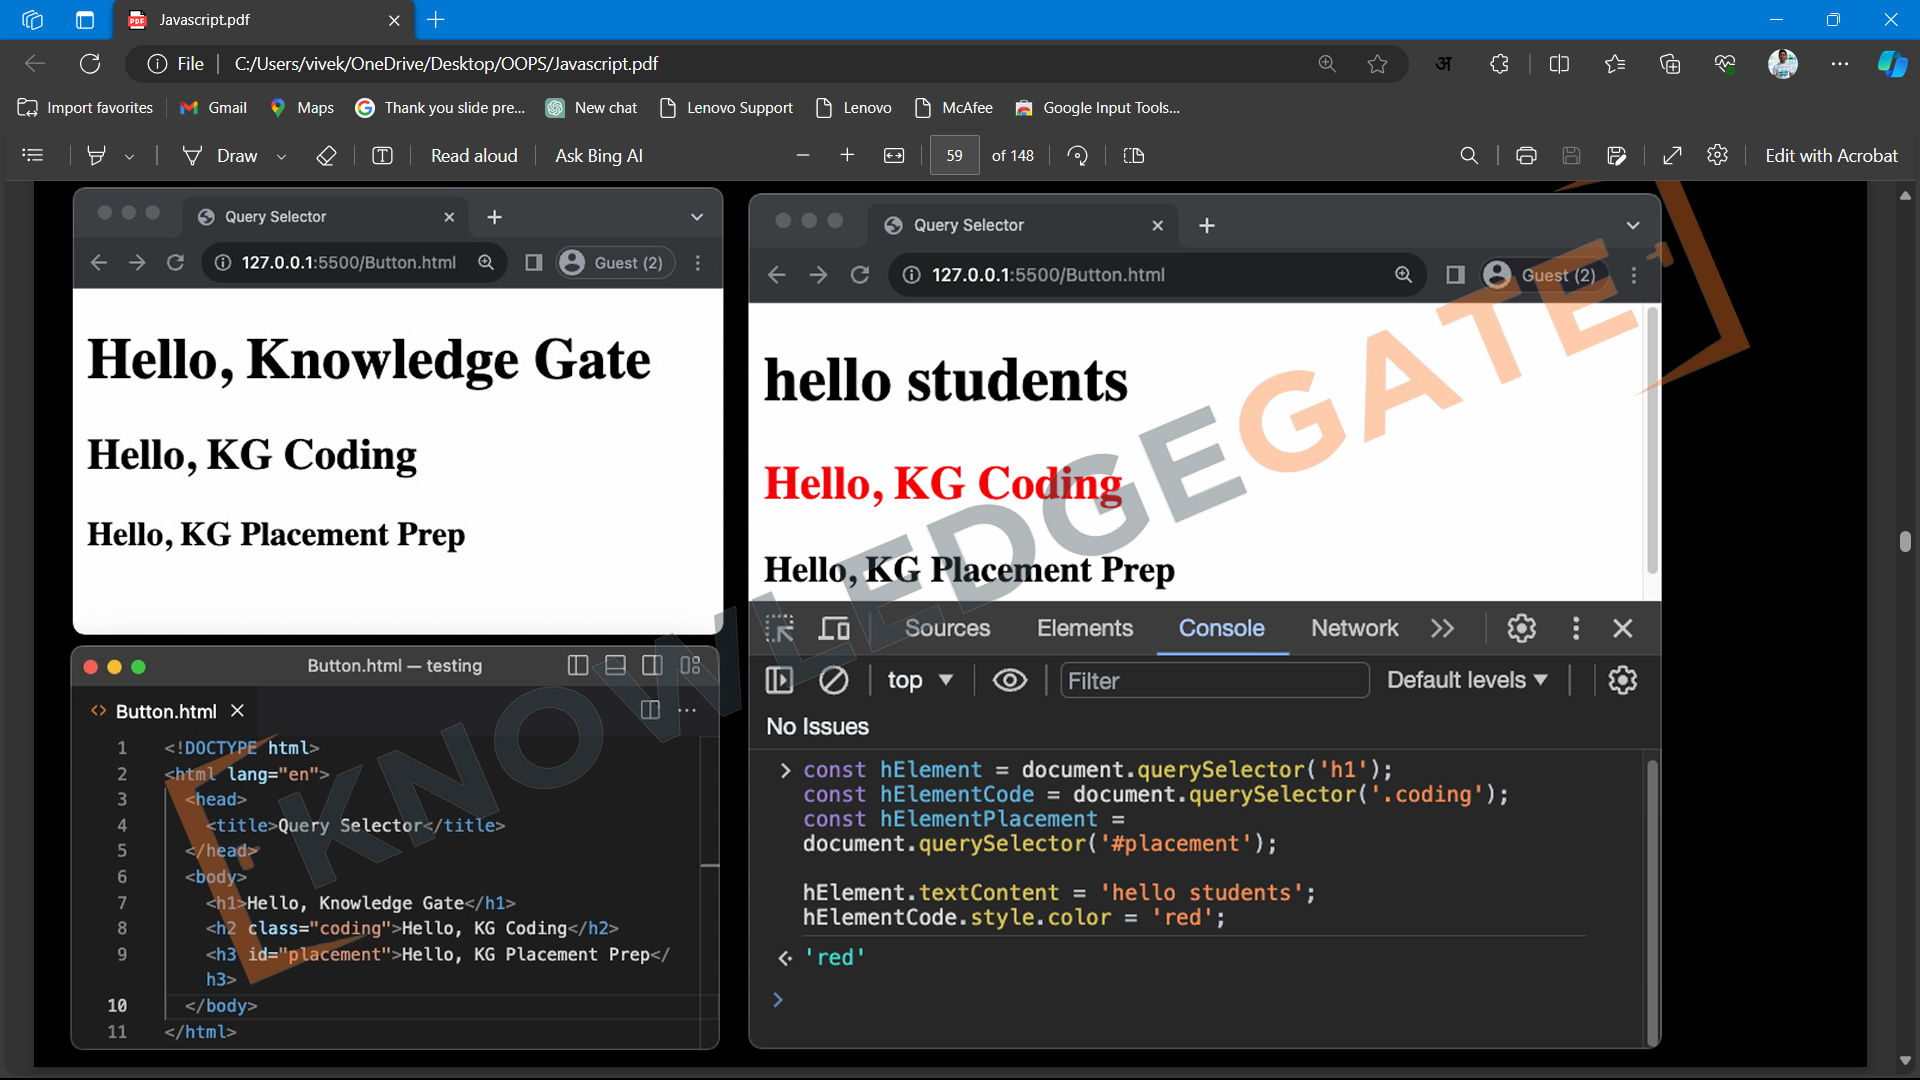 Javascript.pdf
File C:/Users/vivek/OneDrive/Desktop/OOPS/Javascript.pdf अ
Import favorites Gmail Maps Thank you slide pre... New chat Lenovo Support Lenovo McAfee Google Input Tools...
Draw Read aloud Ask Bing AI 59 of 148 Edit with Acrobat
Query Selector
127.0.0.1:5500/Button.html Guest (2)
Hello, Knowledge Gate
Hello, KG Coding
Hello, KG Placement Prep
Button.html — testing
Button.html
1 <!DOCTYPE html>
2 <html lang="en">
3 <head>
4 <title>Query Selector</title>
5 </head>
6 <body>
7 <h1>Hello, Knowledge Gate</h1>
8 <h2 class="coding">Hello, KG Coding</h2>
9 <h3 id="placement">Hello, KG Placement Prep</
h3>
10 </body>
11 </html>
Query Selector
127.0.0.1:5500/Button.html Guest (2)
hello students
Hello, KG Coding
Hello, KG Placement Prep
Sources Elements Console Network
top Filter Default levels
No Issues
const hElement = document.querySelector('h1');
const hElementCode = document.querySelector('.coding');
const hElementPlacement =
document.querySelector('#placement');
hElement.textContent = 'hello students';
hElementCode.style.color = 'red';
'red'
KNOWLEDGEGATE